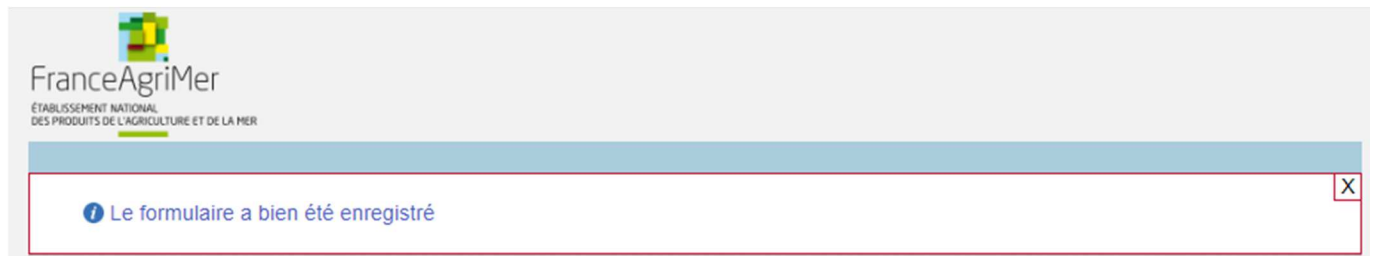 FranceAgriMer
ÉTABLISSEMENT NATIONAL
DES PRODUITS DE L'AGRICULTURE ET DE LA MER
X
Le formulaire a bien été enregistré